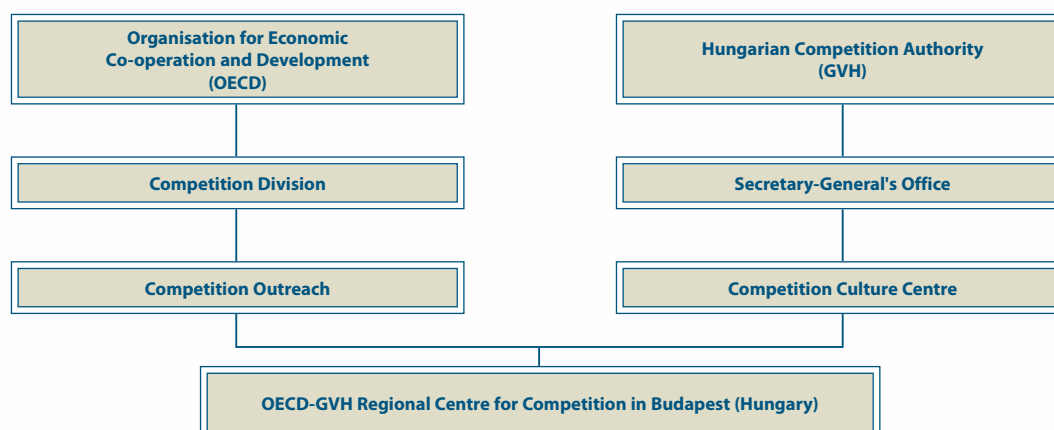 Organisation for Economic
Co-operation and Development
(OECD)
Hungarian Competition Authority
(GVH)
Competition Division
Secretary-General's Office
Competition Outreach
Competition Culture Centre
OECD-GVH Regional Centre for Competition in Budapest (Hungary)